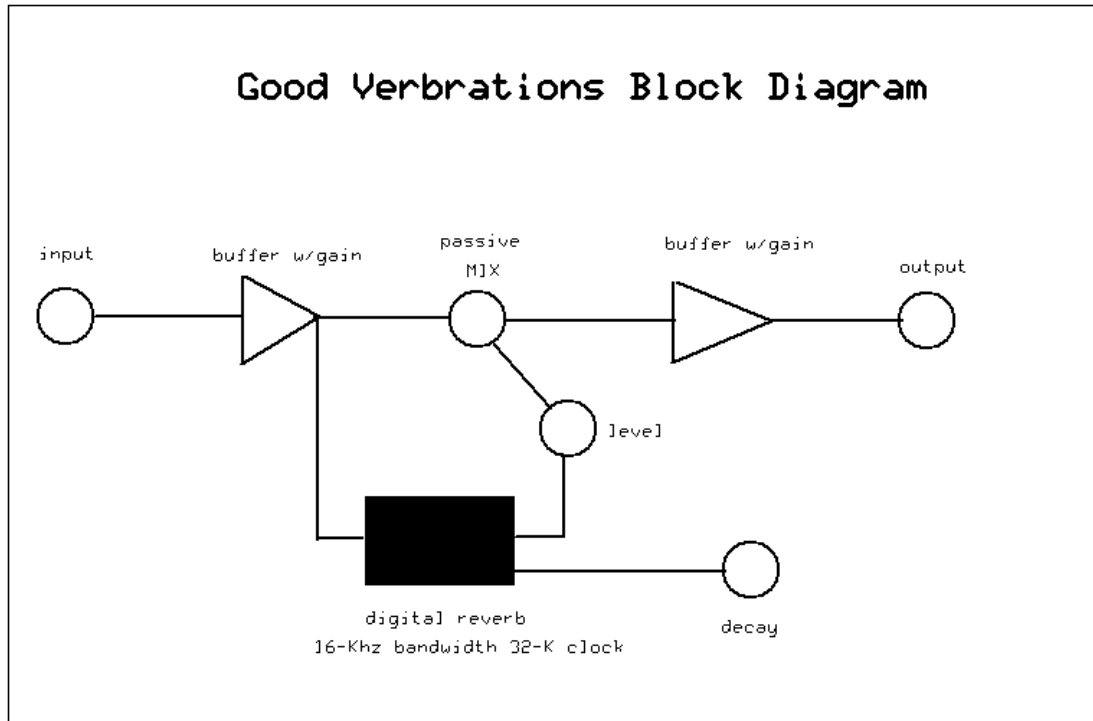 Good Verbrations Block Diagram
input
buffer w/gain
passive
MIX
buffer w/gain
output
level
digital reverb
16-Khz bandwidth 32-K clock
decay